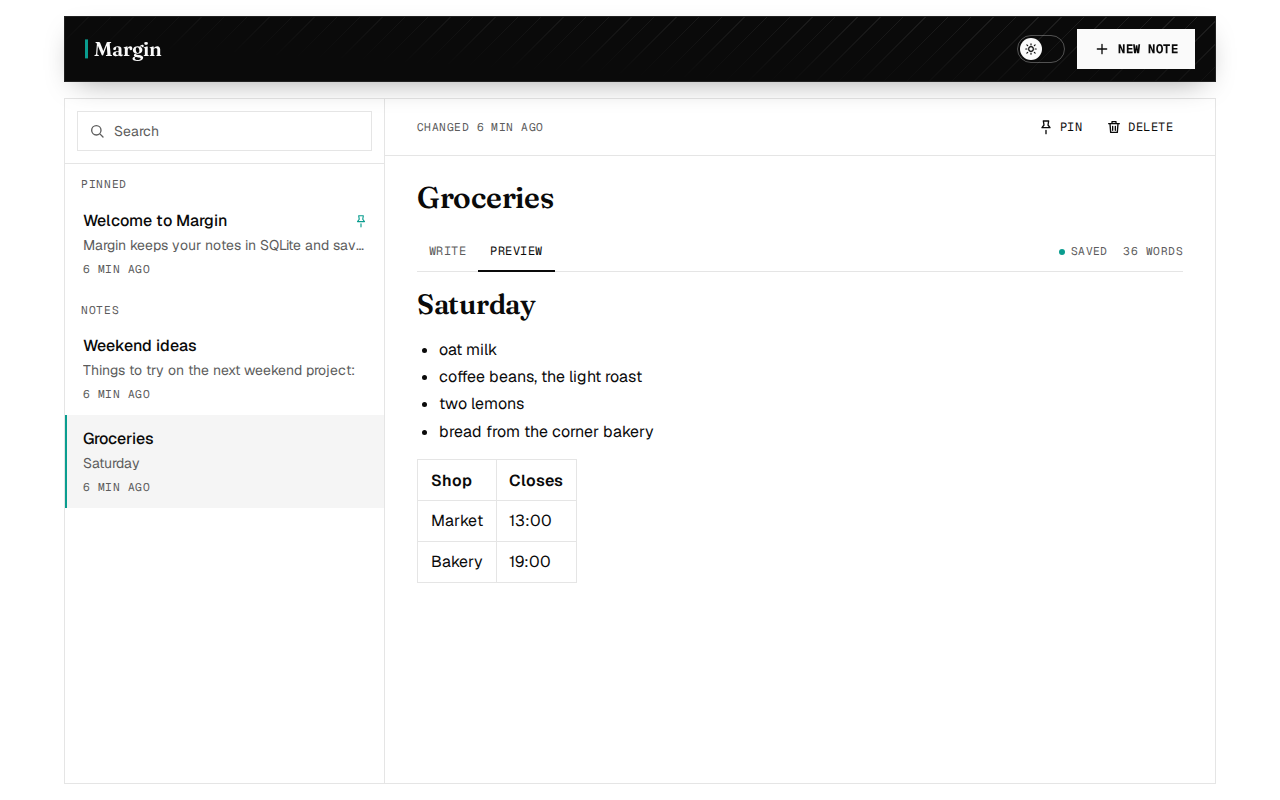 Margin
NEW NOTE
Search
CHANGED 6 MIN AGO
PIN
DELETE
PINNED
Welcome to Margin
Margin keeps your notes in SQLite and sav…
6 MIN AGO
NOTES
Weekend ideas
Things to try on the next weekend project:
6 MIN AGO
Groceries
Saturday
6 MIN AGO
Groceries
WRITE
PREVIEW
SAVED
36 WORDS
Saturday
oat milk
coffee beans, the light roast
two lemons
bread from the corner bakery
Shop Closes
Market 13:00
Bakery 19:00